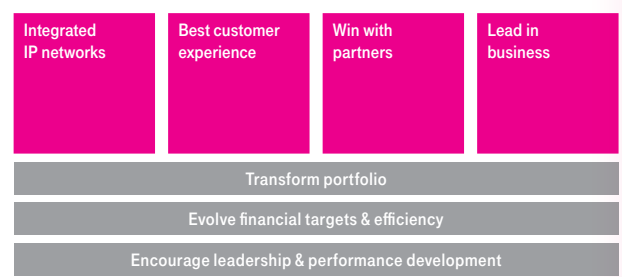 Integrated
IP networks
Best customer
experience
Win with
partners
Lead in
business
Transform portfolio
Evolve financial targets & efficiency
Encourage leadership & performance development